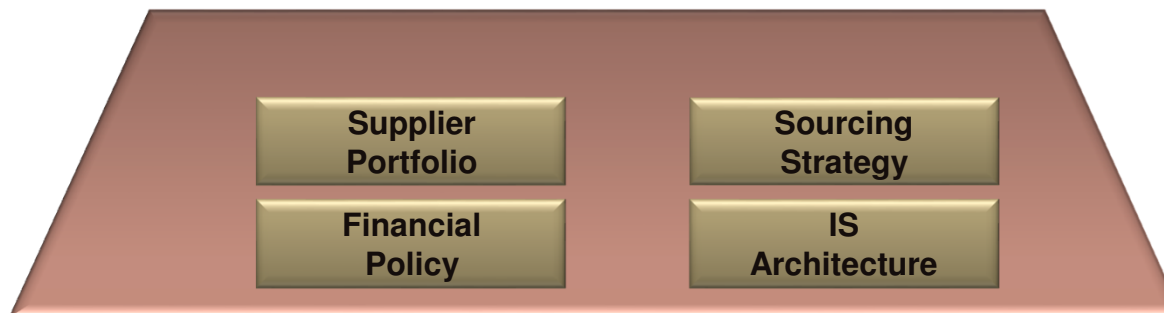 Supplier
Portfolio
Sourcing
Strategy
Financial
Policy
IS
Architecture